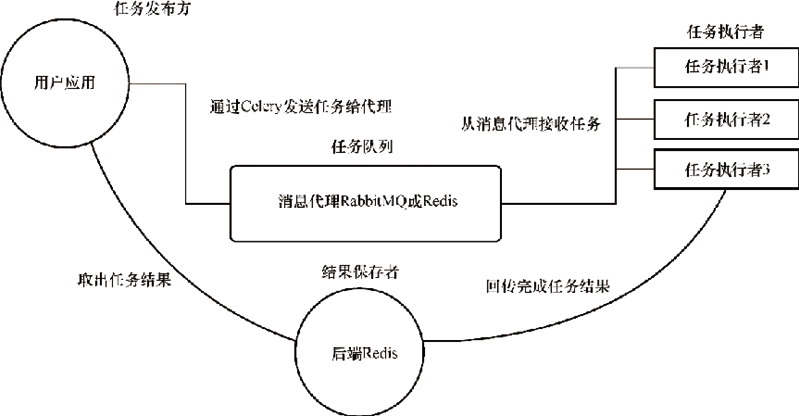 任务发布方
任务执行者
用户应用
任务执行者1
通过Celery发送任务给代理
从消息代理接收任务
任务执行者2
任务队列
任务执行者3
消息代理RabbitMQ或Redis
取出任务结果
结果保存者
回传完成任务结果
后端Redis